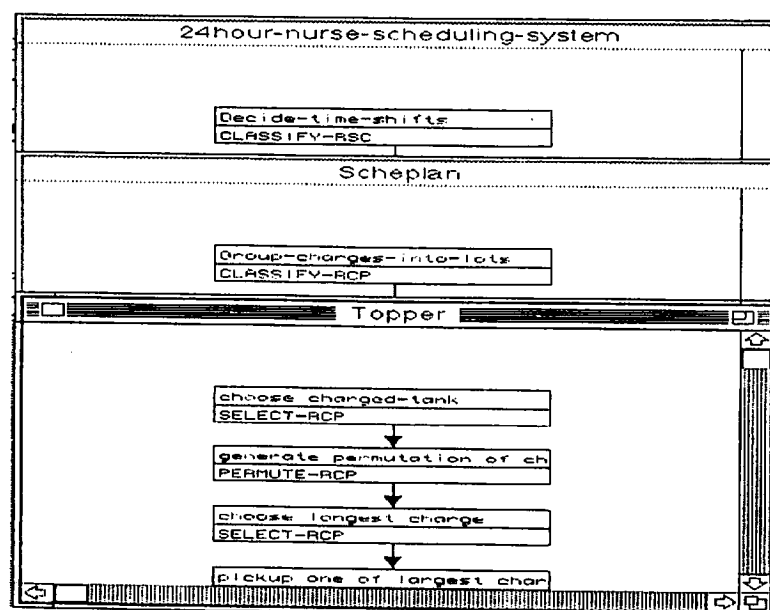 24hour-nurse-scheduling-system
Decide-time-shifts
CLASSIFY-RSC
Scheplan
Group-charges-into-lots
CLASSIFY-RCP
Topper
choose charged-tank
SELECT-RCP
generate permutation of ch
PERMUTE-RCP
choose longest charge
SELECT-RCP
pickup one of largest char